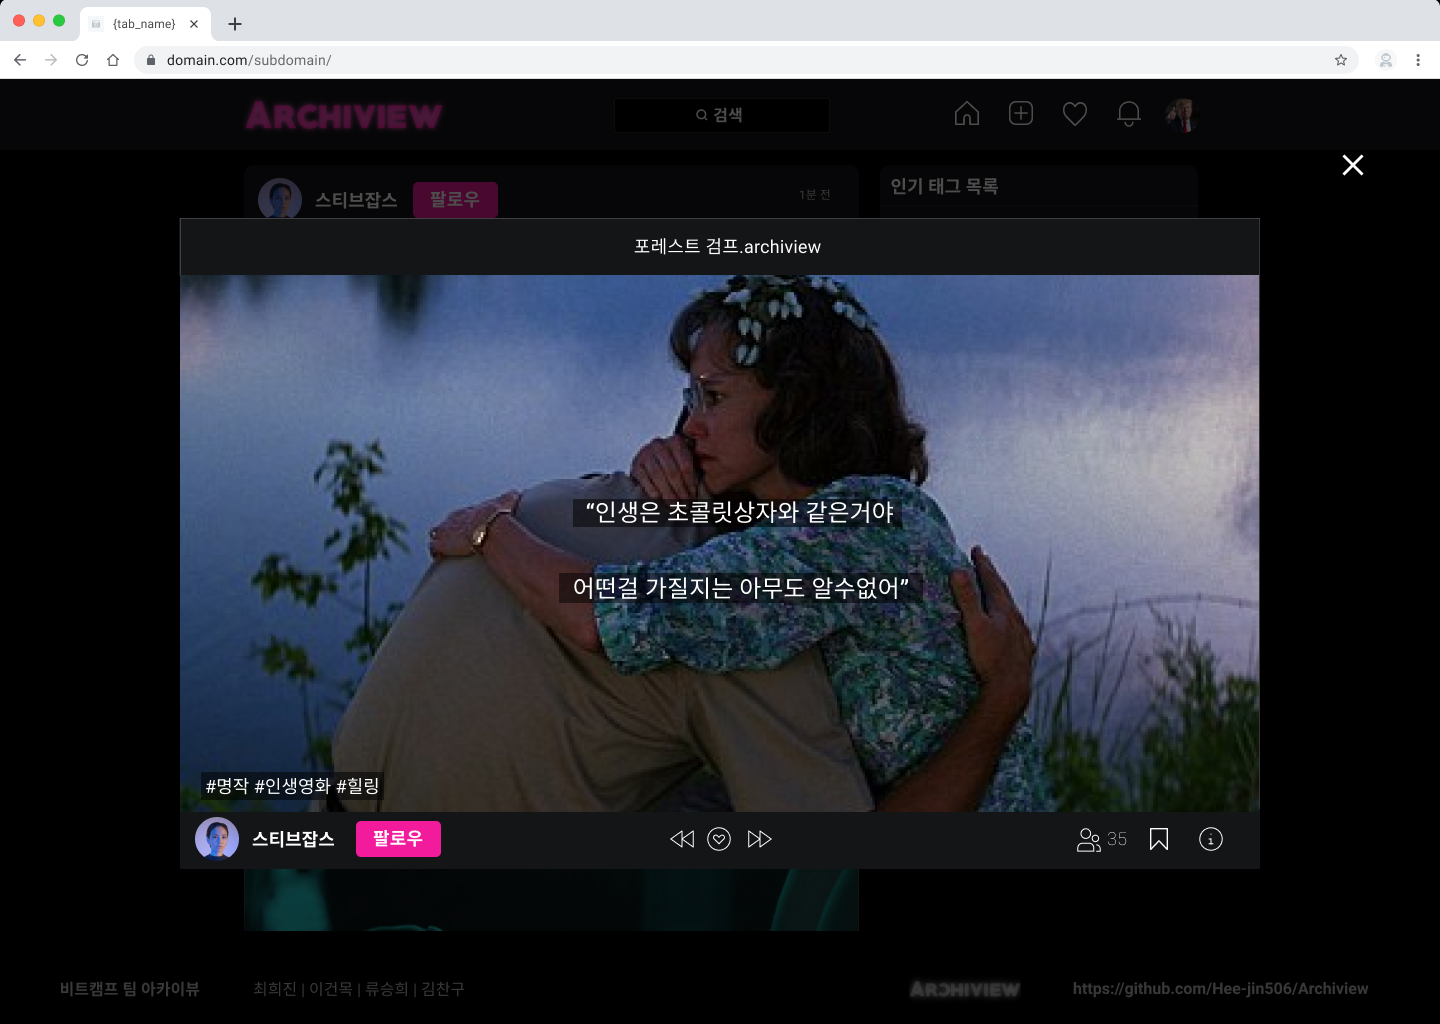 {tab_name}
domain.com/subdomain/
ARCHIVIEW
검색
스티브잡스 팔로우 1분 전
인기 태그 목록
포레스트 검프.archiview
“인생은 초콜릿상자와 같은거야
어떤걸 가질지는 아무도 알수없어”
#명작 #인생영화 #힐링
스티브잡스 팔로우 35
비트캠프 팀 아카이뷰 최희진 | 이건목 | 류승희 | 김찬구 ARCHIVIEW https://github.com/Hee-jin506/Archiview